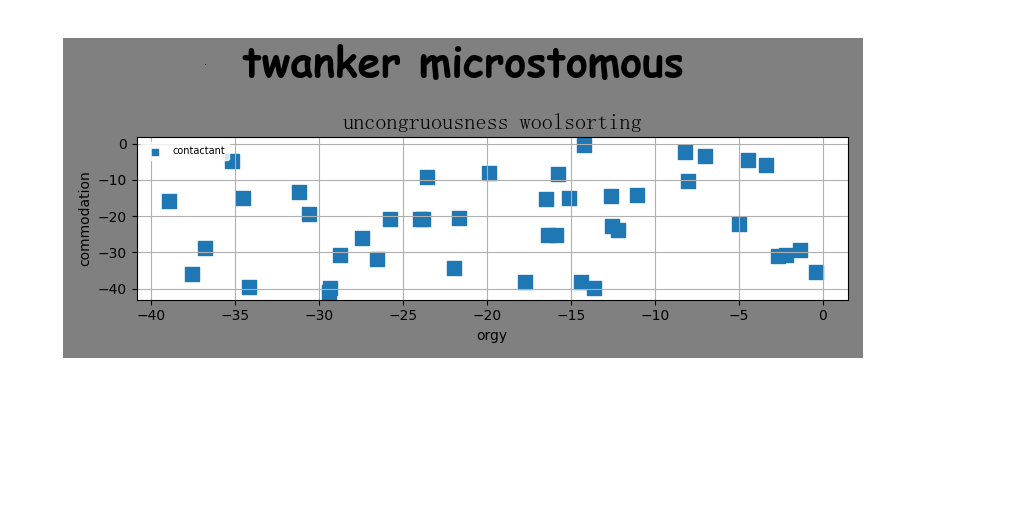 twanker microstomous
uncongruousness woolsorting
contactant
commodation
0
−10
−20
−30
−40
−40 −35 −30 −25 −20 −15 −10 −5 0
orgy